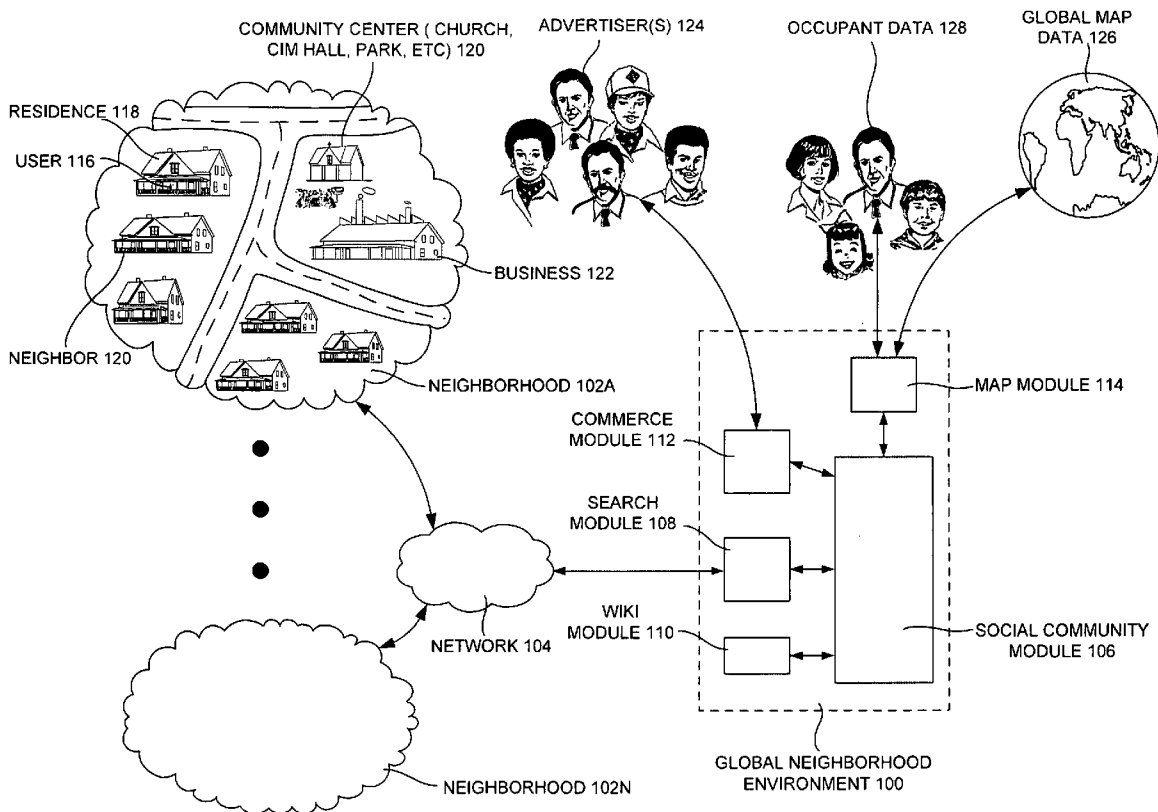 COMMUNITY CENTER ( CHURCH,
CIM HALL, PARK, ETC) 120
ADVERTISER(S) 124
OCCUPANT DATA 128
GLOBAL MAP
DATA 126
RESIDENCE 118
USER 116
BUSINESS 122
NEIGHBOR 120
NEIGHBORHOOD 102A
MAP MODULE 114
COMMERCE
MODULE 112
SEARCH
MODULE 108
WIKI
MODULE 110
NETWORK 104
SOCIAL COMMUNITY
MODULE 106
GLOBAL NEIGHBORHOOD
ENVIRONMENT 100
NEIGHBORHOOD 102N